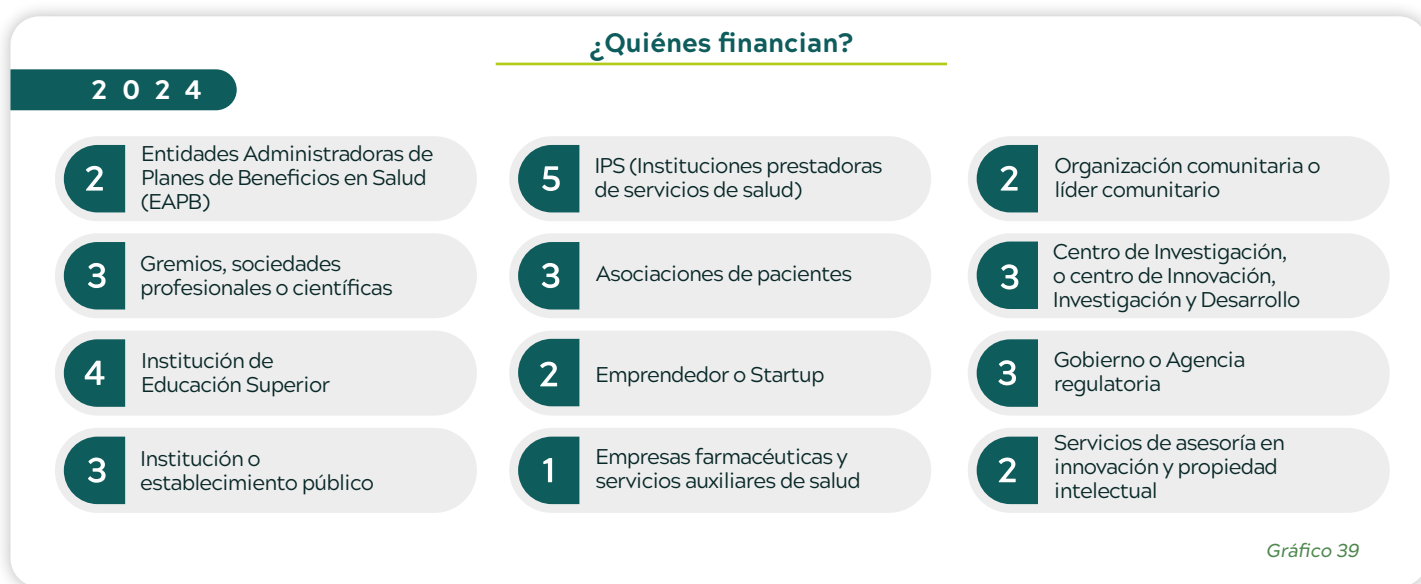 ¿Quiénes financian?
2 0 2 4
2
Entidades Administradoras de
Planes de Beneficios en Salud
(EAPB)
3
Gremios, sociedades
profesionales o científicas
4
Institución de
Educación Superior
3
Institución o
establecimiento público
5
IPS (Instituciones prestadoras
de servicios de salud)
3
Asociaciones de pacientes
2
Emprendedor o Startup
1
Empresas farmacéuticas y
servicios auxiliares de salud
2
Organización comunitaria o
líder comunitario
3
Centro de Investigación,
o centro de Innovación,
Investigación y Desarrollo
3
Gobierno o Agencia
regulatoria
2
Servicios de asesoría en
innovación y propiedad
intelectual
Gráfico 39